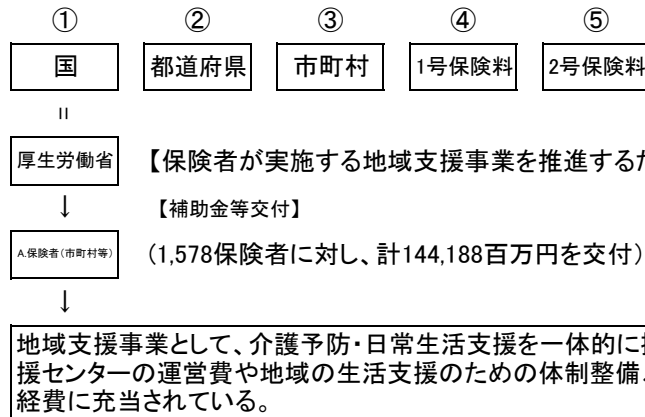 ① ② ③ ④ ⑤
国 都道府県 市町村 1号保険料 2号保険料
=
厚生労働省 【保険者が実施する地域支援事業を推進する
↓ 【補助金等交付】
A.保険者(市町村等) (1,578保険者に対し、計144,188百万円を交付)
↓
地域支援事業として、介護予防・日常生活支援を一体的に
援センターの運営費や地域の生活支援のための体制整備
経費に充当されている。